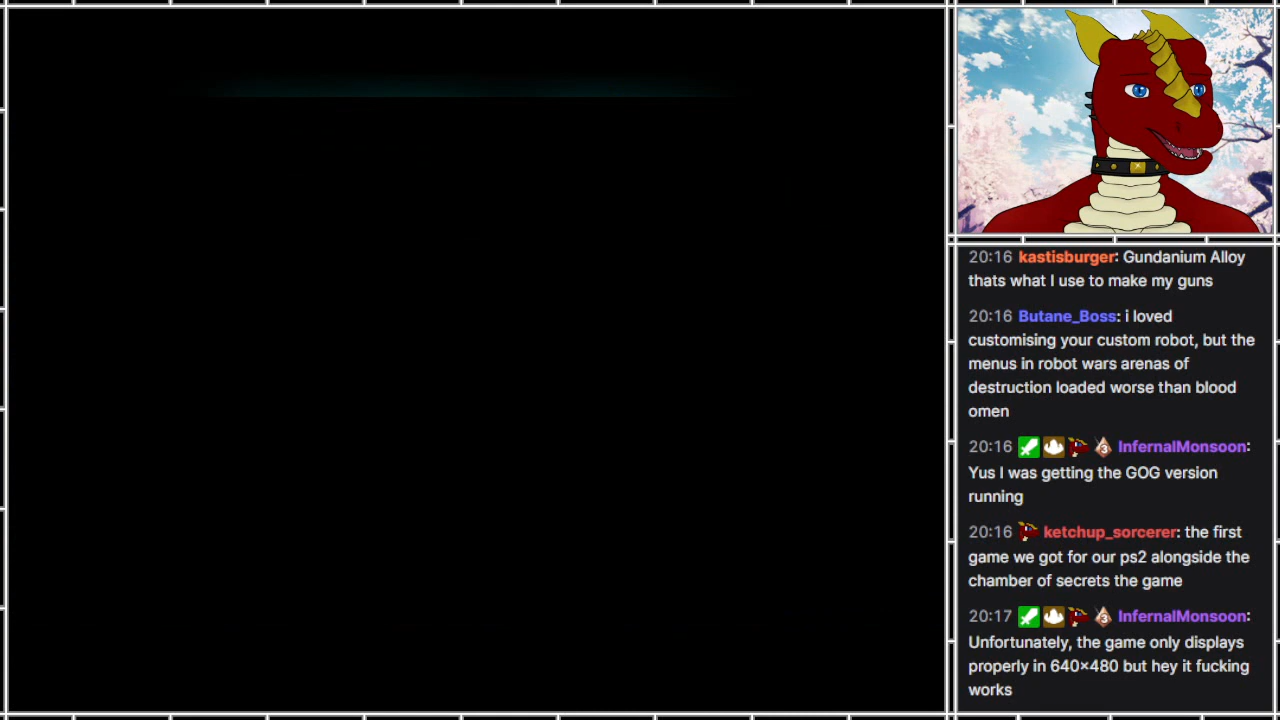 20:16 kastisburger: Gundanium Alloy
thats what I use to make my guns
20:16 Butane_Boss: i loved
customising your custom robot, but the
menus in robot wars arenas of
destruction loaded worse than blood
omen
20:16 3 InfernalMonsoon:
Yus I was getting the GOG version
running
20:16 ketchup_sorcerer: the first
game we got for our ps2 alongside the
chamber of secrets the game
20:17 3 InfernalMonsoon:
Unfortunately, the game only displays
properly in 640×480 but hey it fucking
works